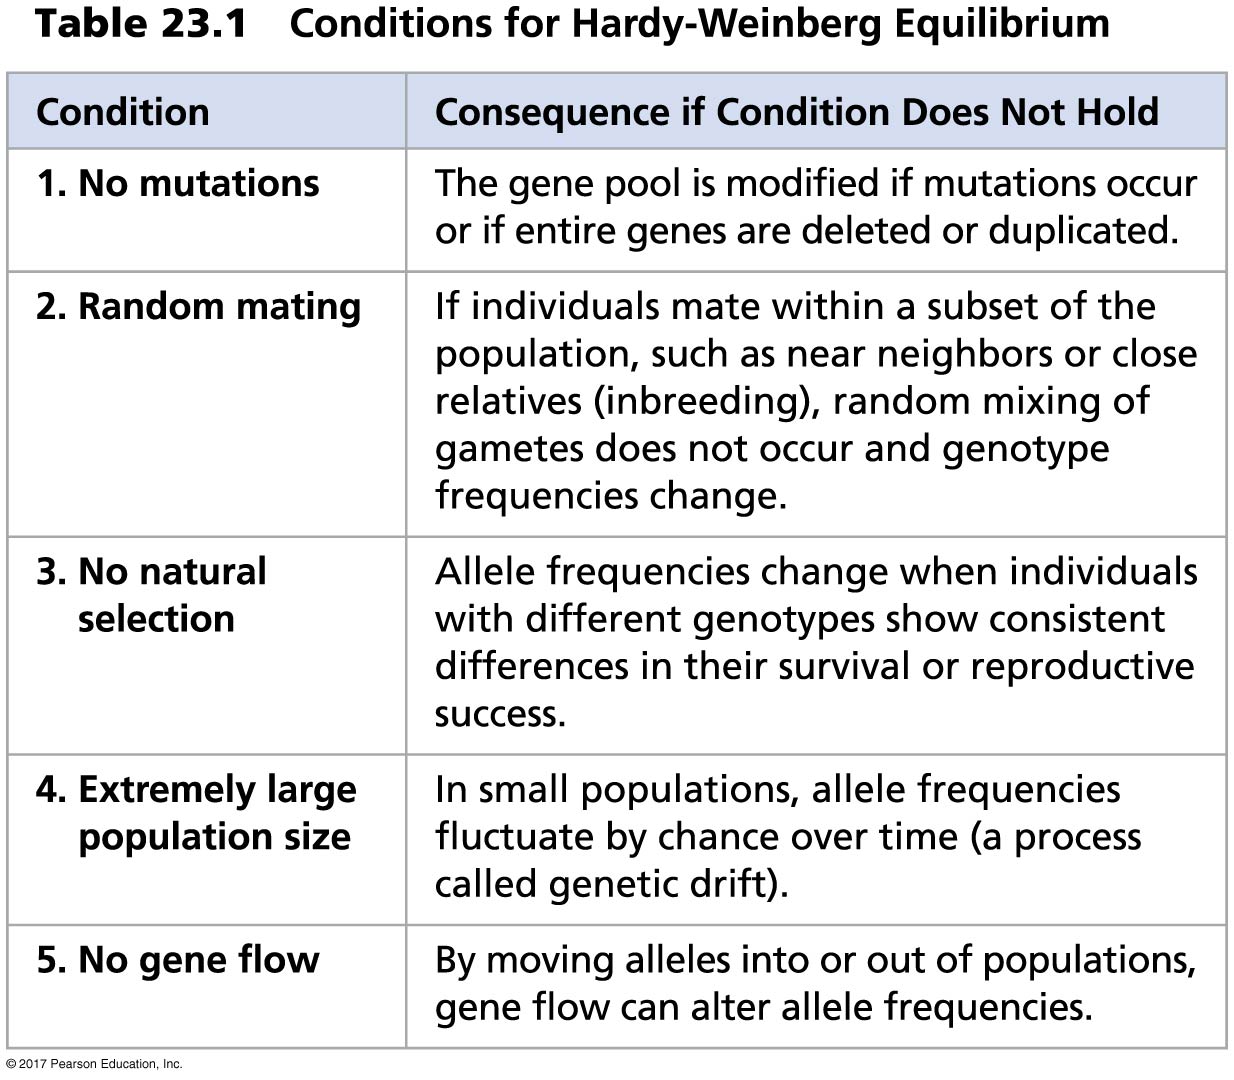 Table 23.1 Conditions for Hardy-Weinberg Equilibrium
Condition
Consequence if Condition Does Not Hold
1. No mutations
The gene pool is modified if mutations occur
or if entire genes are deleted or duplicated.
2. Random mating
If individuals mate within a subset of the
population, such as near neighbors or close
relatives (inbreeding), random mixing of
gametes does not occur and genotype
frequencies change.
3. No natural
selection
Allele frequencies change when individuals
with different genotypes show consistent
differences in their survival or reproductive
success.
4. Extremely large
population size
In small populations, allele frequencies
fluctuate by chance over time (a process
called genetic drift).
5. No gene flow
By moving alleles into or out of populations,
gene flow can alter allele frequencies.
© 2017 Pearson Education, Inc.